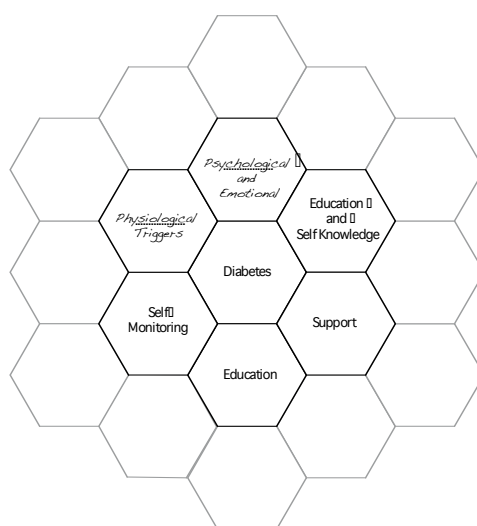 Psychological
and
Emotional
Physiological
Triggers
Education
and
Self Knowledge
Diabetes
Self
Monitoring
Support
Education